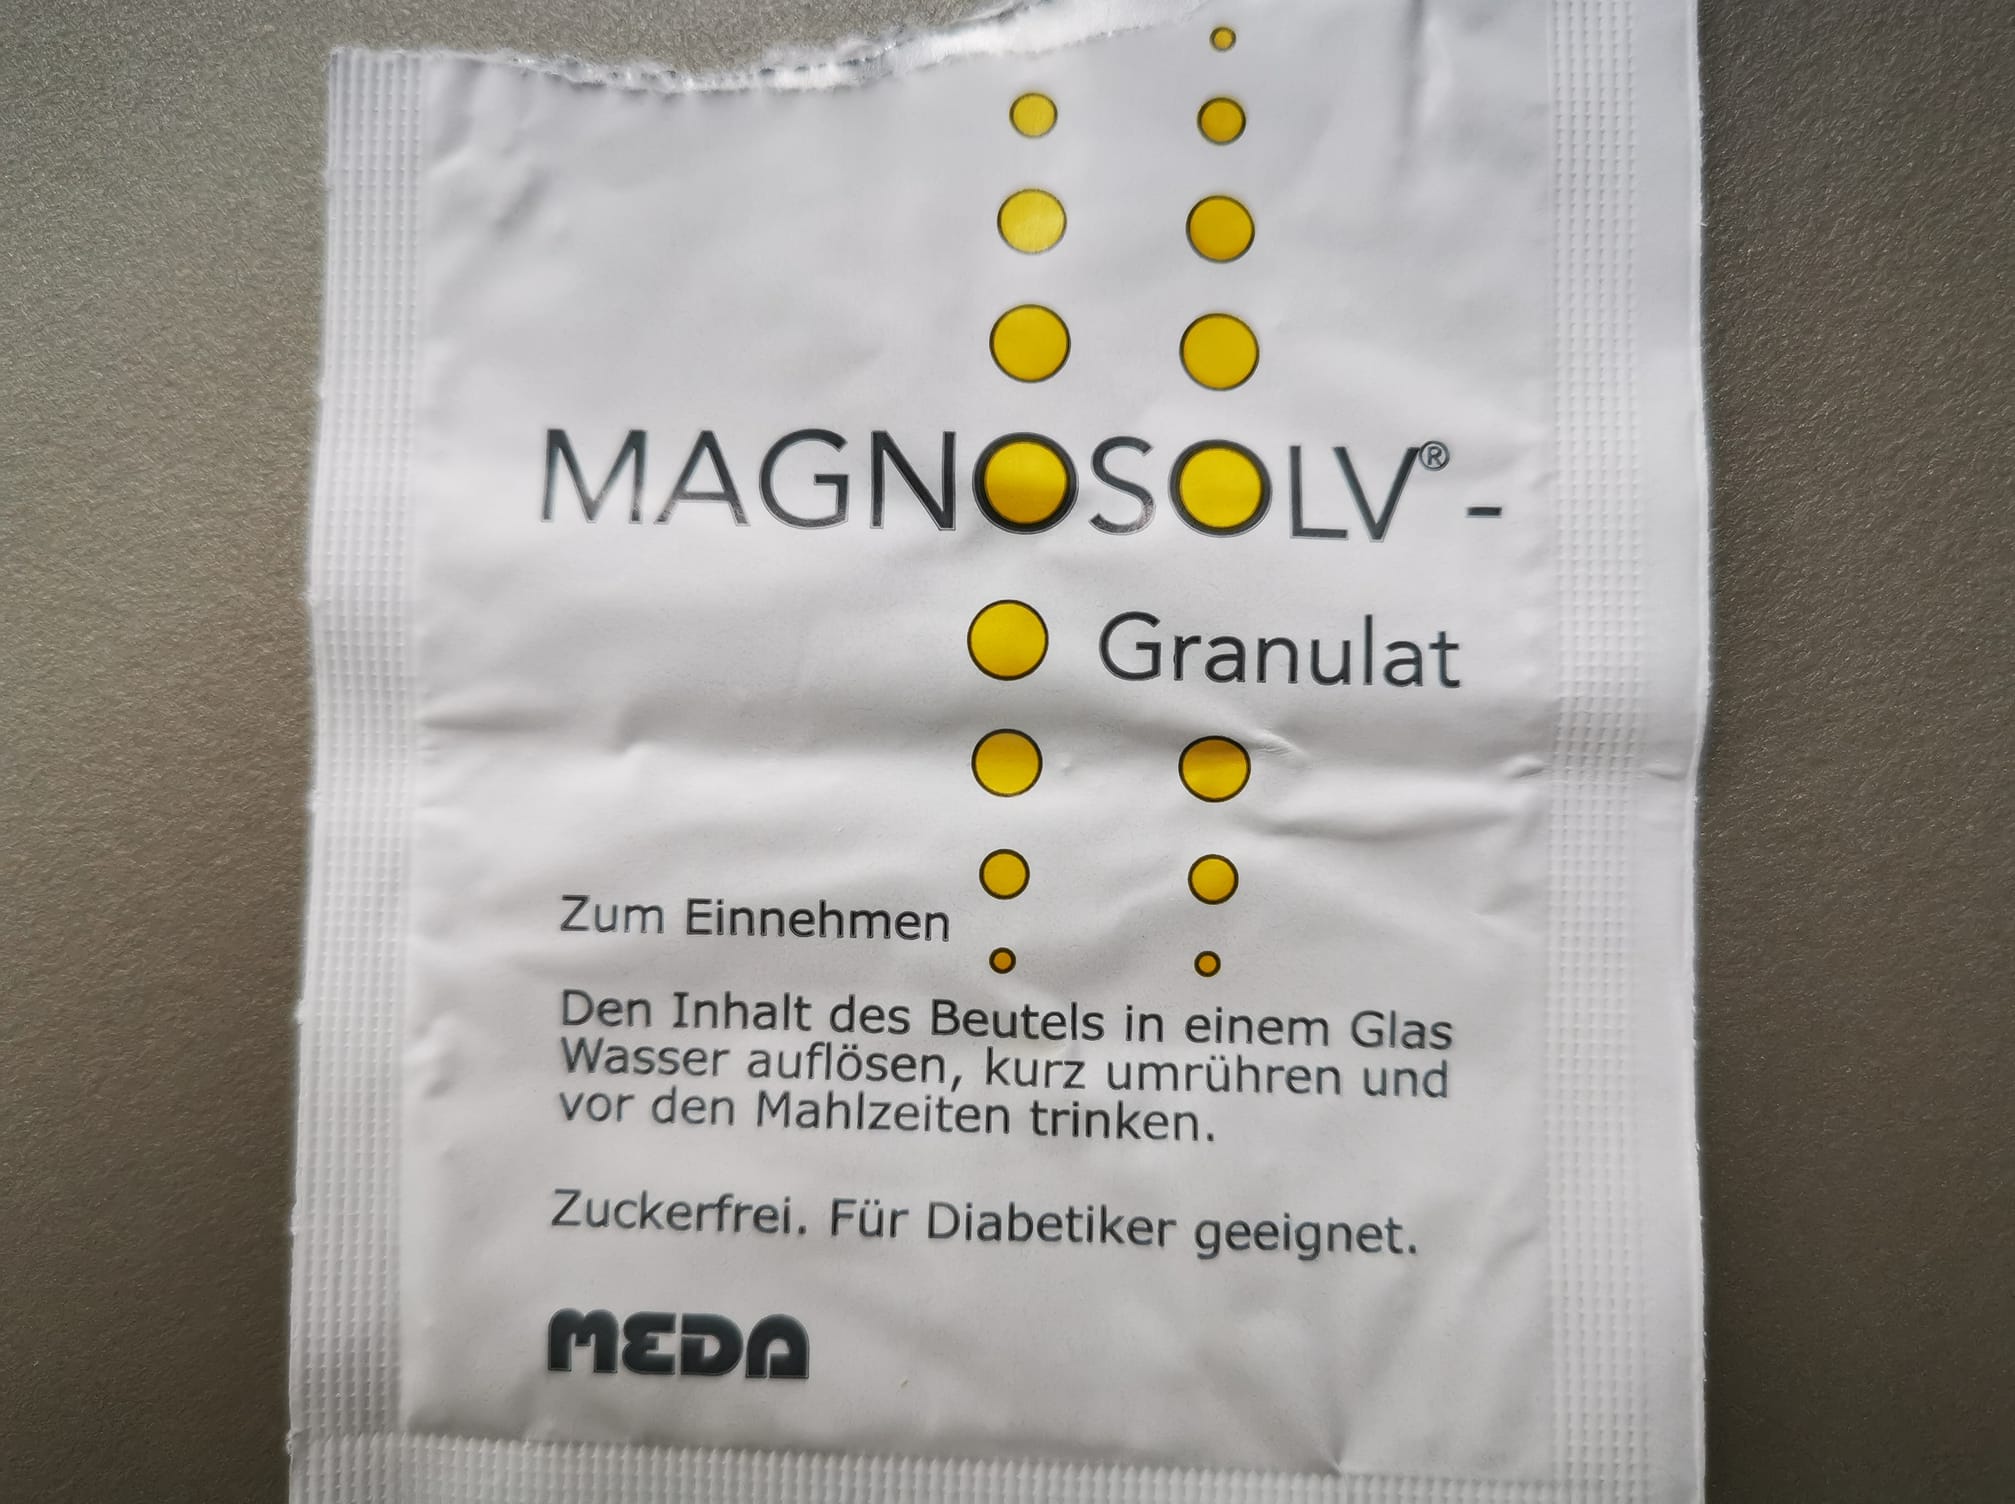 MAGNOSOLV® -
Granulat
Zum Einnehmen
Den Inhalt des Beutels in einem Glas
Wasser auflösen, kurz umrühren und
vor den Mahlzeiten trinken.
Zuckerfrei. Für Diabetiker geeignet.
MEDA